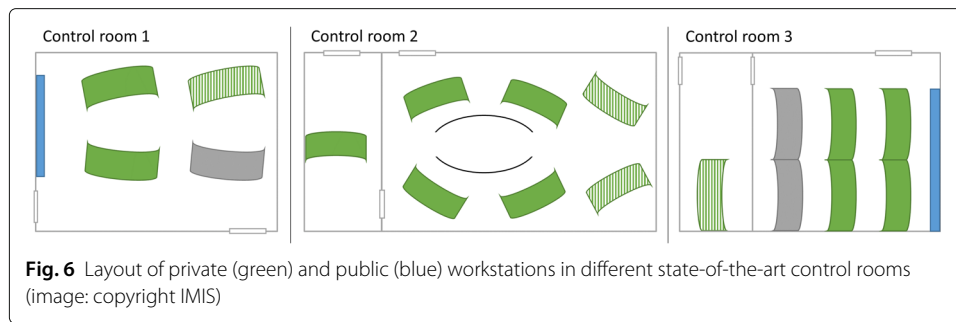 Control room 1
Control room 2
Control room 3
Fig. 6 Layout of private (green) and public (blue) workstations in different state-of-the-art control rooms
(image: copyright IMIS)